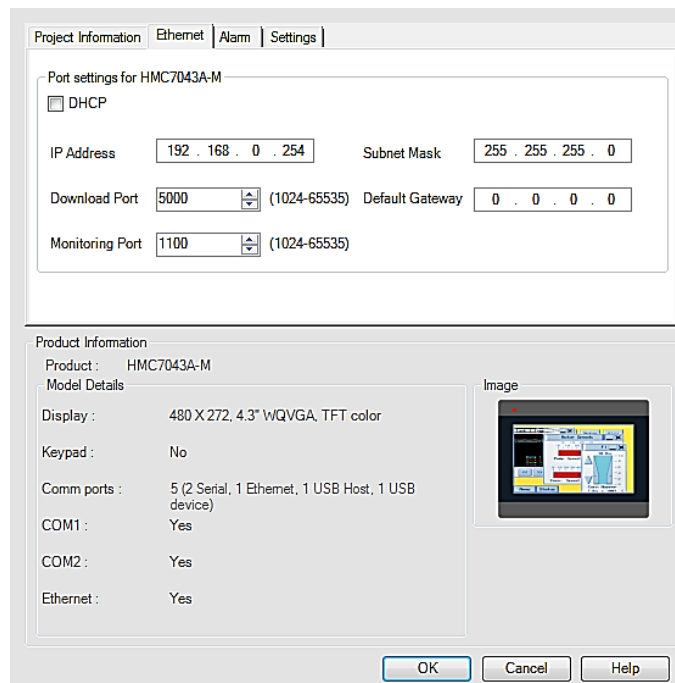 Project Information Ethernet Alarm Settings
Port settings for HMC7043A-M
DHCP
IP Address 192 . 168 . 0 . 254 Subnet Mask 255 . 255 . 255 . 0
Download Port 5000 (1024-65535) Default Gateway 0 . 0 . 0 . 0
Monitoring Port 1100 (1024-65535)
Product Information
Product : HMC7043A-M
Model Details Image
Display : 480 X 272, 4.3" WQVGA, TFT color
Keypad : No
Comm ports : 5 (2 Serial, 1 Ethernet, 1 USB Host, 1 USB
device)
COM1 : Yes
COM2 : Yes
Ethernet : Yes
OK Cancel Help